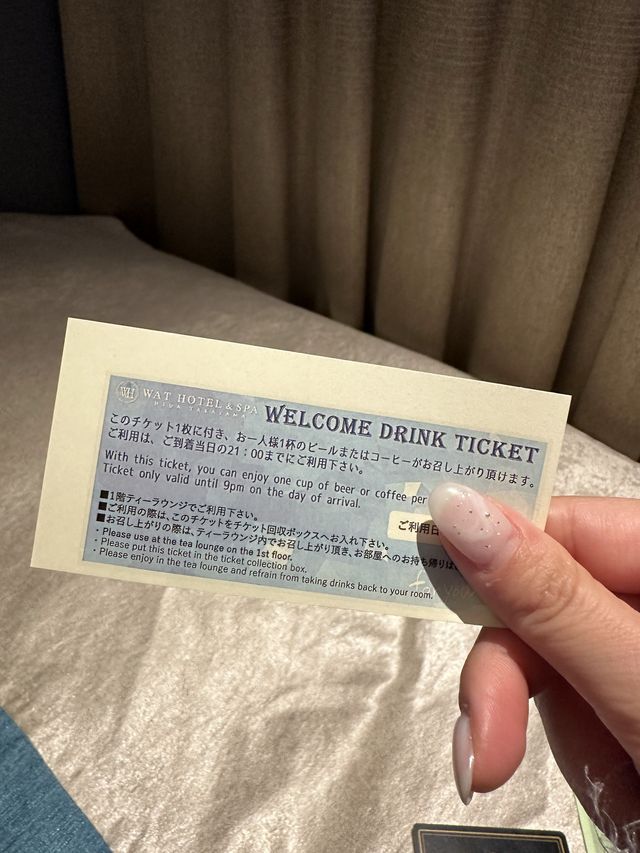 WH
WAT HOTEL & SPA
HIDA TAKAYAMA
WELCOME DRINK TICKET
このチケット1枚に付き、お一人様1杯のビールまたはコーヒーがお召し上がり頂けます。
ご利用は、ご到着当日の21：00までにご利用下さい。
With this ticket, you can enjoy one cup of beer or coffee per
Ticket only valid until 9pm on the day of arrival.
ご利用日
■1階ティーラウンジでご利用下さい。
■ご利用の際は、このチケットをチケット回収ボックスへお入れ下さい。
■お召し上がりの際は、ティーラウンジ内でお召し上がり頂き、お部屋へのお持ち帰りは
・Please use at the tea lounge on the 1st floor.
・Please put this ticket in the ticket collection box.
・Please enjoy in the tea lounge and refrain from taking drinks back to your room.